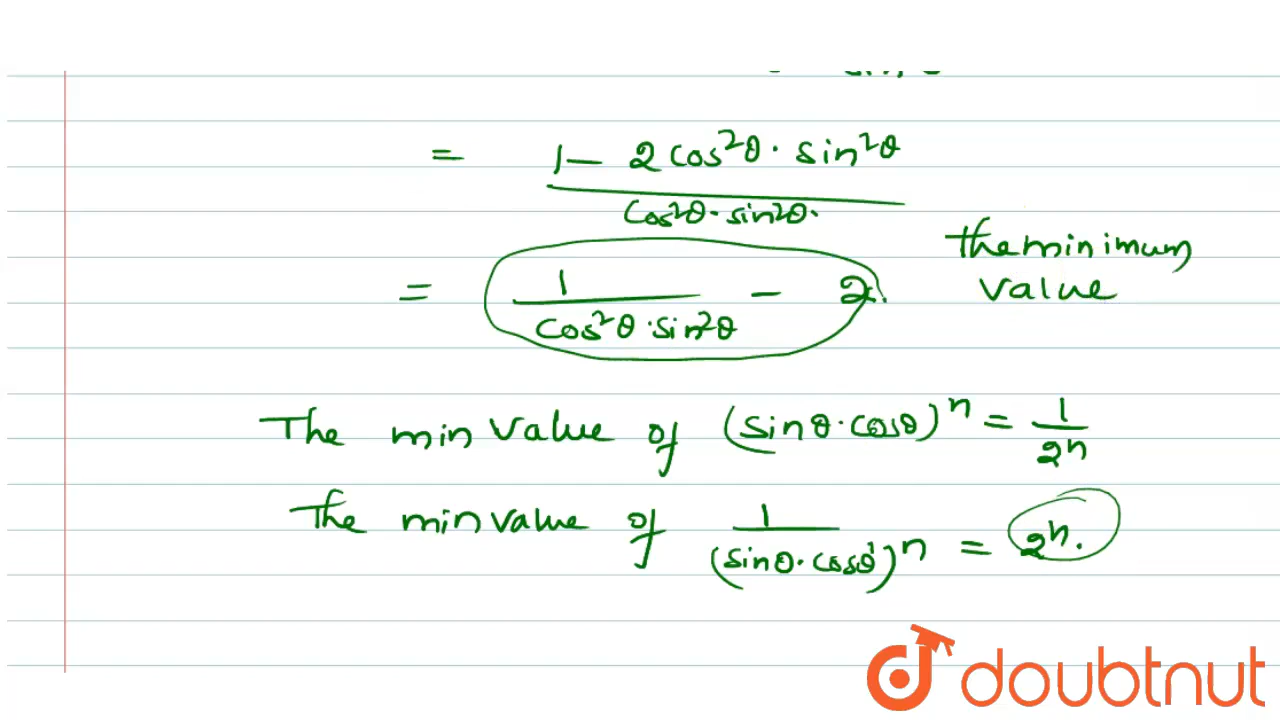 = 1 - 2 cos²θ · sin²θ / cos²θ · sin²θ.
= 1 / cos²θ · sin²θ - 2. the minimum value
The min value of (sinθ·cosθ)ⁿ = 1 / 2ⁿ
The min value of 1 / (sinθ·cosθ)ⁿ = 2ⁿ.
doubtnut